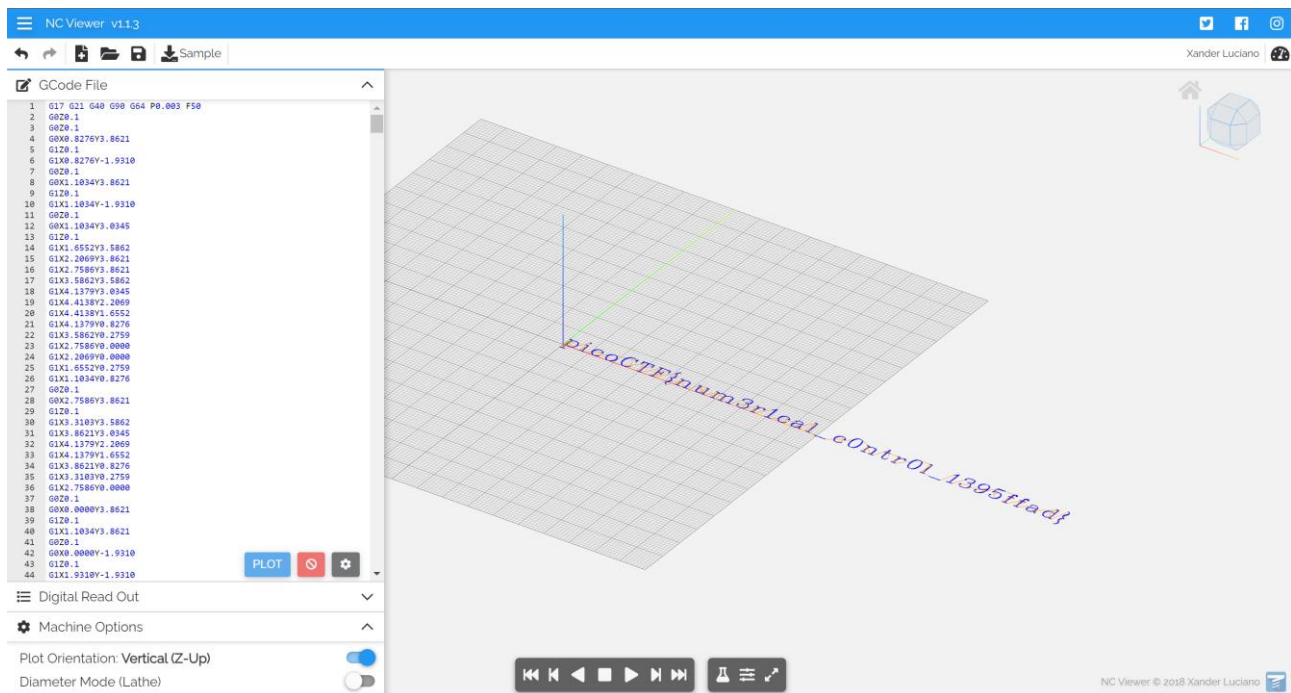 NC Viewer v1.1.3
Sample
Xander Luciano
GCode File
1 G17 G21 G40 G90 G64 P0.003 F50
2 G0Z0.1
3 G0Z0.1
4 G0X0.8276Y3.8621
5 G1Z0.1
6 G1X0.8276Y-1.9310
7 G0Z0.1
8 G0X1.1034Y3.8621
9 G1Z0.1
10 G1X1.1034Y-1.9310
11 G0Z0.1
12 G0X1.1034Y3.0345
13 G1Z0.1
14 G1X1.6552Y3.5862
15 G1X2.2069Y3.8621
16 G1X2.7586Y3.8621
17 G1X3.5862Y3.5862
18 G1X4.1379Y3.0345
19 G1X4.4138Y2.2069
20 G1X4.4138Y1.6552
21 G1X4.1379Y0.8276
22 G1X3.5862Y0.2759
23 G1X2.7586Y0.0000
24 G1X2.2069Y0.0000
25 G1X1.6552Y0.2759
26 G1X1.1034Y0.8276
27 G0Z0.1
28 G0X2.7586Y3.8621
29 G1Z0.1
30 G1X3.3103Y3.5862
31 G1X3.8621Y3.0345
32 G1X4.1379Y2.2069
33 G1X4.1379Y1.6552
34 G1X3.8621Y0.8276
35 G1X3.3103Y0.2759
36 G1X2.7586Y0.0000
37 G0Z0.1
38 G0X0.0000Y3.8621
39 G1Z0.1
40 G1X1.1034Y3.8621
41 G0Z0.1
42 G0X0.0000Y-1.9310
43 G1Z0.1
44 G1X1.9310Y-1.9310
PLOT
Digital Read Out
Machine Options
Plot Orientation: Vertical (Z-Up)
Diameter Mode (Lathe)
picoCTF{num3r1cal_c0ntr0l_1395ffad}
NC Viewer © 2018 Xander Luciano